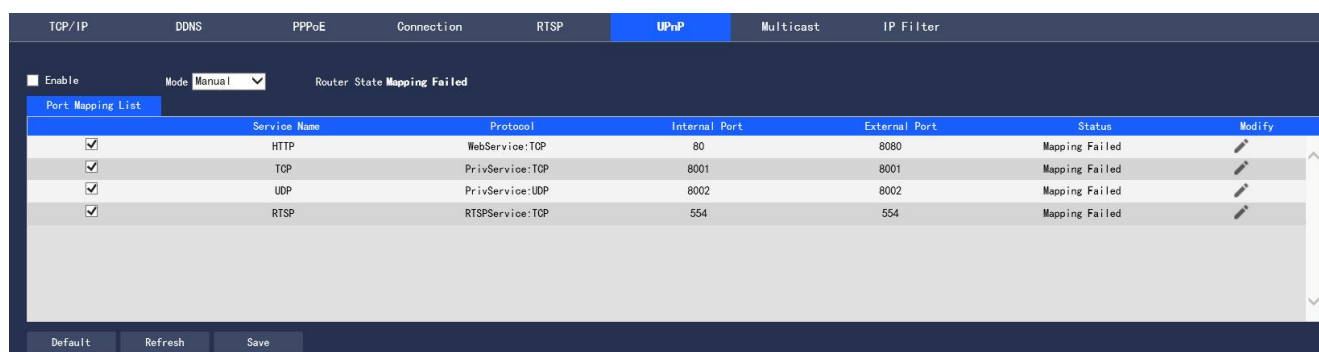 TCP/IP DDNS PPPoE Connection RTSP UPnP Multicast IP Filter
Enable Mode Manual Router State Mapping Failed
Port Mapping List
Service Name Protocol Internal Port External Port Status Modify
HTTP WebService:TCP 80 8080 Mapping Failed
TCP PrivService:TCP 8001 8001 Mapping Failed
UDP PrivService:UDP 8002 8002 Mapping Failed
RTSP RTSPService:TCP 554 554 Mapping Failed
Default Refresh Save